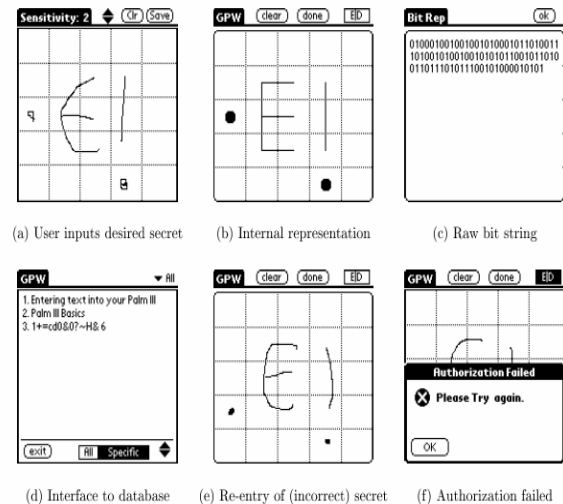 Sensitivity: 2 Clr Save
GPW clear done E|D
Bit Rep ok
010001001001001010001011010011
101001010010010101011001011010
011011101011100101000010101
(a) User inputs desired secret
(b) Internal representation
(c) Raw bit string
GPW All
1. Entering text into your Palm III
2. Palm III Basics
3. 1+=cd0&0?~H& 6
exit All Specific
GPW clear done E|D
GPW clear done E|D
Authorization Failed
Please Try again.
OK
(d) Interface to database
(e) Re-entry of (incorrect) secret
(f) Authorization failed